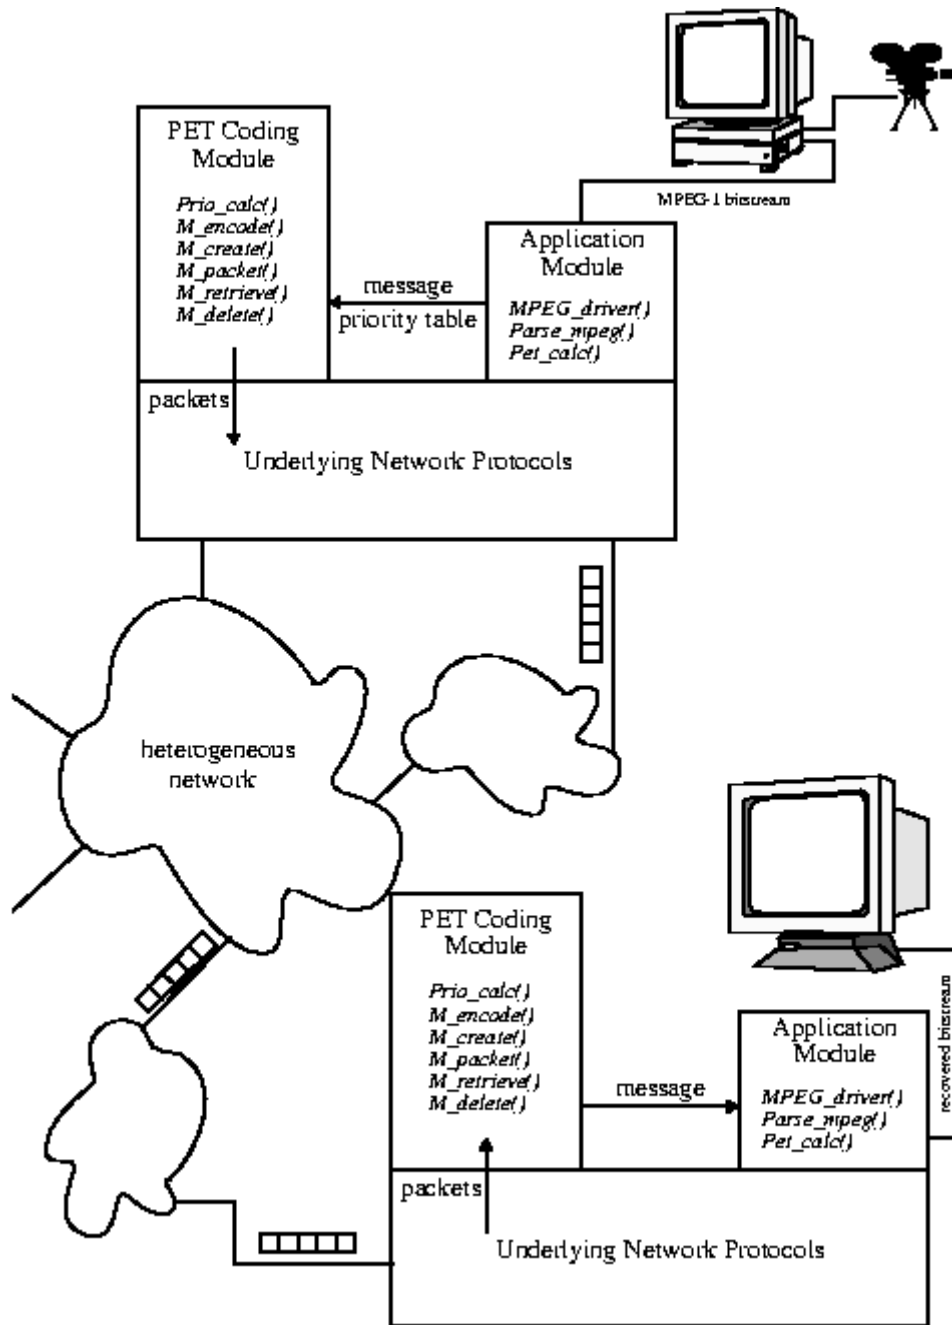 PET Coding
Module
Prio_calc()
M_encode()
M_create()
M_packet()
M_retrieve()
M_delete()
MPEG-1 bitstream
Application
Module
MPEG_driver()
Parse_mpeg()
Pet_calc()
message
priority table
packets
Underlying Network Protocols
heterogeneous
network
PET Coding
Module
Prio_calc()
M_encode()
M_create()
M_packet()
M_retrieve()
M_delete()
message
Application
Module
MPEG_driver()
Parse_mpeg()
Pet_calc()
recovered bitstream
packets
Underlying Network Protocols